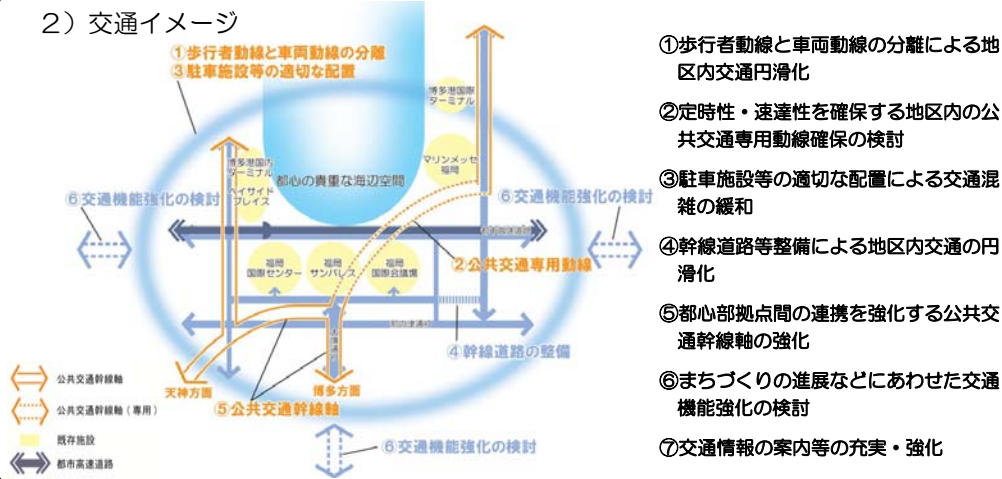 2）交通イメージ
①歩行者動線と車両動線の分離
③駐車施設等の適切な配置
博多港国際
ターミナル
博多港国内
ターミナル
ベイサイド
プレイス
都心の貴重な海辺空間
マリンメッセ
福岡
⑥交通機能強化の検討
⑥交通機能強化の検討
都市高速道路
福岡
国際センター
福岡
サンパレス
福岡
国際会議場
②公共交通専用動線
那の津通り
大博通り
④幹線道路の整備
天神方面
博多方面
⑤公共交通幹線軸
⑥交通機能強化の検討
公共交通幹線軸
公共交通幹線軸（専用）
既存施設
都市高速道路
①歩行者動線と車両動線の分離による地
区内交通円滑化
②定時性・速達性を確保する地区内の公
共交通専用動線確保の検討
③駐車施設等の適切な配置による交通混
雑の緩和
④幹線道路等整備による地区内交通の円
滑化
⑤都心部拠点間の連携を強化する公共交
通幹線軸の強化
⑥まちづくりの進展などにあわせた交通
機能強化の検討
⑦交通情報の案内等の充実・強化